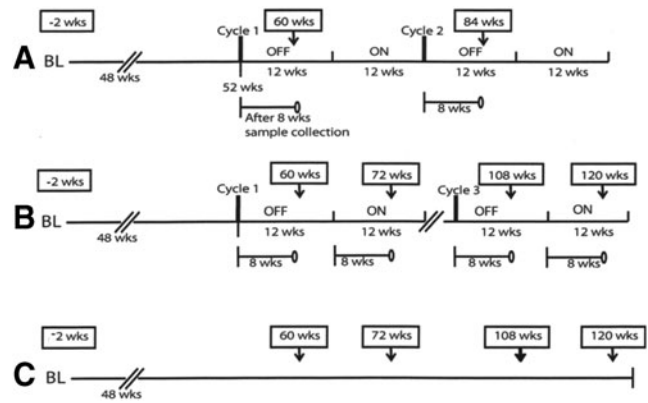 -2 wks 60 wks 84 wks
Cycle 1 Cycle 2
A OFF ON OFF ON
BL 12 wks 12 wks 12 wks 12 wks
48 wks 52 wks
8 wks
After 8 wks
sample collection
-2 wks 60 wks 72 wks 108 wks 120 wks
Cycle 1 Cycle 3
B OFF ON OFF ON
BL 12 wks 12 wks 12 wks 12 wks
48 wks
8 wks 8 wks 8 wks 8 wks
-2 wks 60 wks 72 wks 108 wks 120 wks
C BL
48 wks